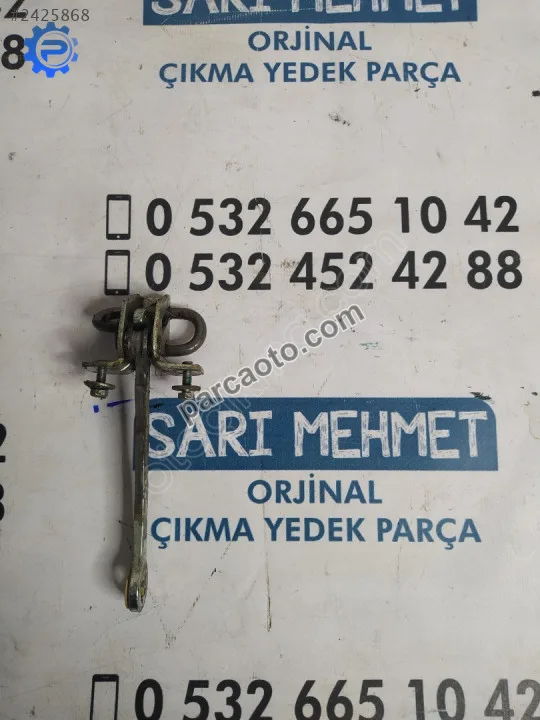 #2425868
SARI MEHMET
ORJİNAL
ÇIKMA YEDEK PARÇA
0 532 665 10 42
0 532 452 42 88
parcaoto.com
SARI MEHMET
ORJİNAL
ÇIKMA YEDEK PARÇA
0 532 665 10 42